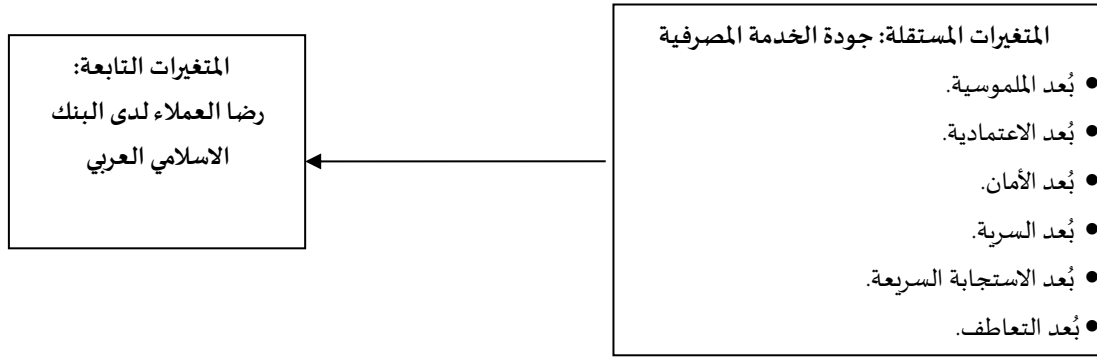 المتغيرات المستقلة: جودة الخدمة المصرفية
● بُعد الملموسية.
● بُعد الاعتمادية.
● بُعد الأمان.
● بُعد السرية.
● بُعد الاستجابة السريعة.
● بُعد التعاطف.
المتغيرات التابعة:
رضا العملاء لدى البنك
الاسلامي العربي